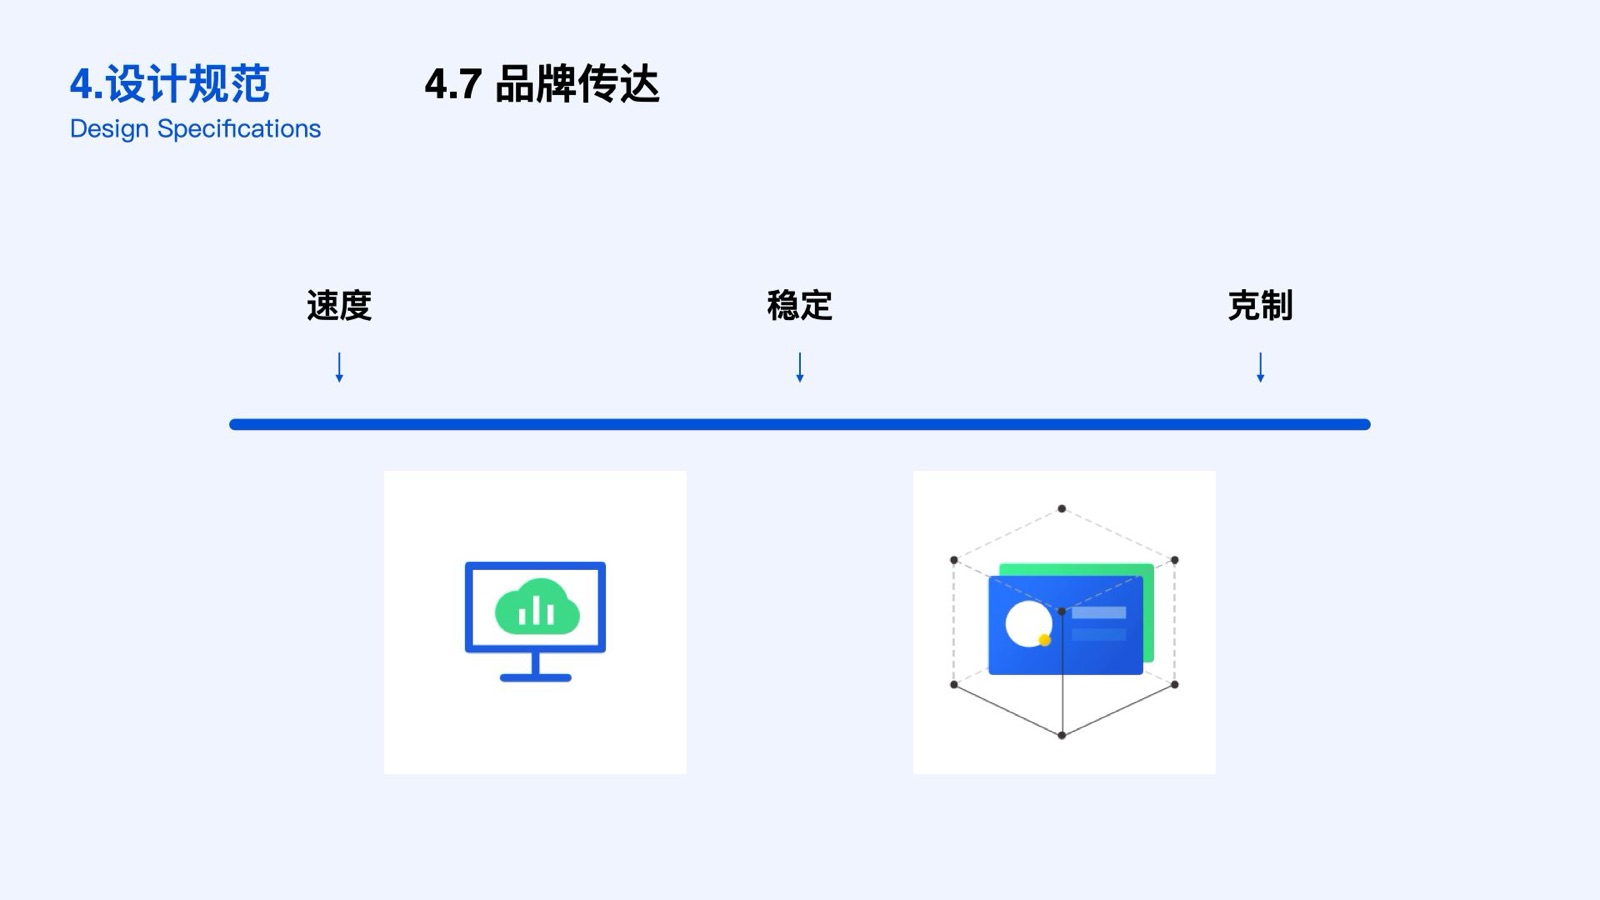 4.设计规范
Design Specifications
4.7 品牌传达
速度
稳定
克制